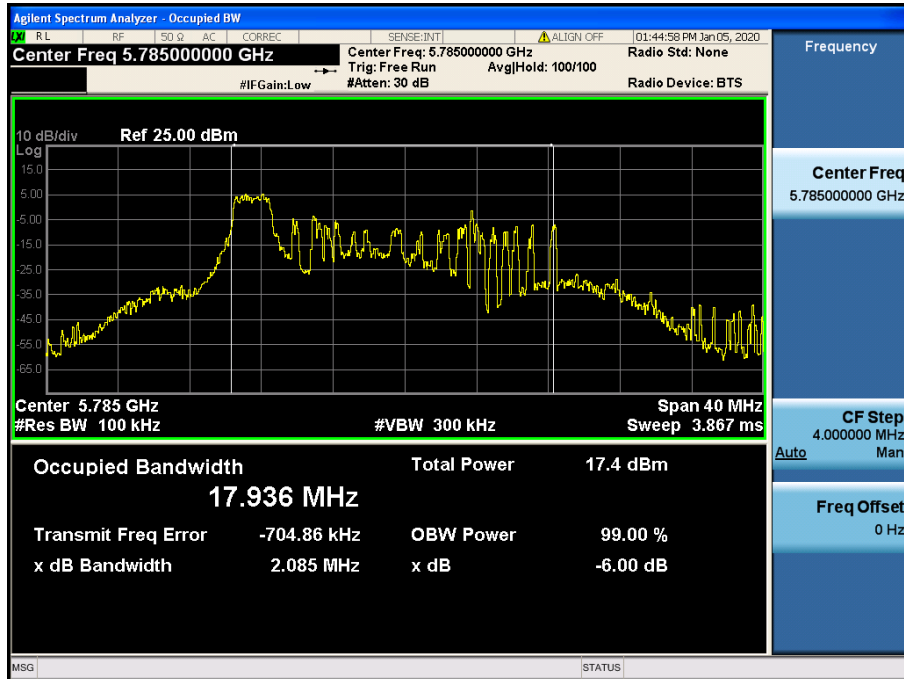 Agilent Spectrum Analyzer - Occupied BW
LXI RL RF 50 Ω AC CORREC SENSE:INT ALIGN OFF 01:44:58 PM Jan 05, 2020
Center Freq 5.785000000 GHz
Center Freq: 5.785000000 GHz
Radio Std: None
Trig: Free Run Avg|Hold: 100/100
#IFGain:Low
#Atten: 30 dB
Radio Device: BTS
10 dB/div Ref 25.00 dBm
Log
15.0
5.00
-5.00
-15.0
-25.0
-35.0
-45.0
-55.0
-65.0
Center 5.785 GHz Span 40 MHz
#Res BW 100 kHz #VBW 300 kHz Sweep 3.867 ms
Occupied Bandwidth Total Power 17.4 dBm
17.936 MHz
Transmit Freq Error -704.86 kHz OBW Power 99.00 %
x dB Bandwidth 2.085 MHz x dB -6.00 dB
MSG STATUS
Frequency
Center Freq
5.785000000 GHz
CF Step
4.000000 MHz
Auto Man
Freq Offset
0 Hz